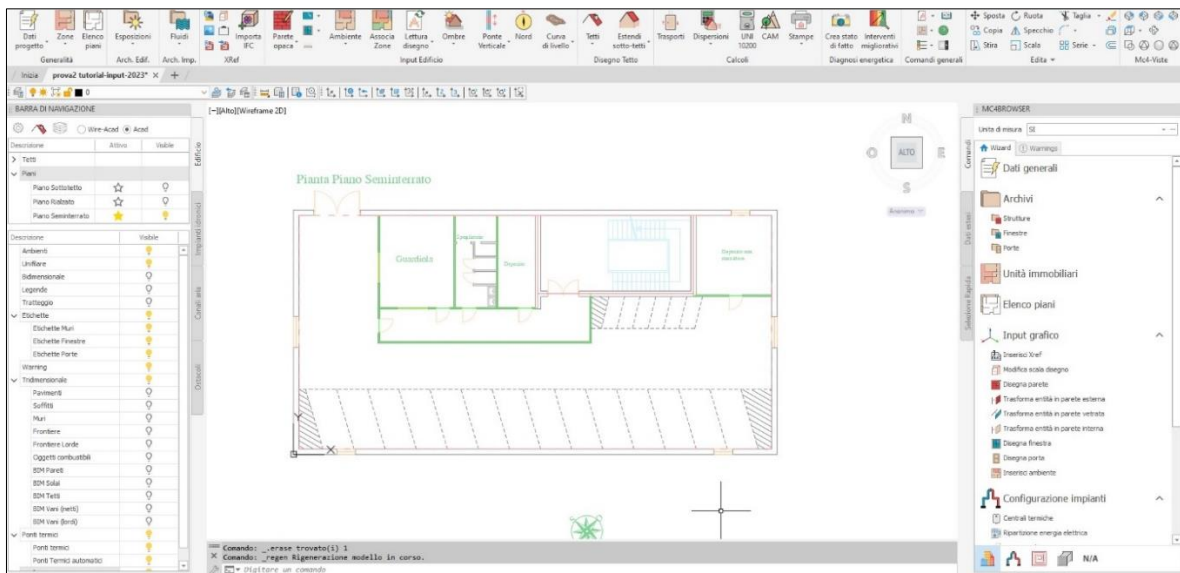 Dati progetto
Zone
Elenco piani
Esposizioni
Fluidi
Importa IFC
Parete opaca
Ambiente
Associa Zone
Lettura disegno
Ombre
Ponte Verticale
Nord
Curva di livello
Tetti
Estendi sotto-tetti
Trasporti
Dispersioni
UNI 10200
CAM
Stampe
Crea stato di fatto
interventi migliorativi
Sposta
Ruota
Taglia
Copia
Specchio
Stira
Scala
Serie
Generalità
Arch. Edif.
Arch. Imp.
XRef
Input Edificio
Disegno Tetto
Calcoli
Diagnosi energetica
Comandi generali
Edita
Mc4-Viste
Inizia
prova2 tutorial-input-2023*
0
BARRA DI NAVIGAZIONE
Wire-Acad
Acad
Descrizione
Attivo
Visible
Tetti
Piani
Piano Sottotetto
Piano Rialzato
Piano Seminterrato
Descrizione
Visible
Ambienti
Unifilare
Bidimensionale
Legende
Tratteggio
Etichette
Etichette Muri
Etichette Finestre
Etichette Porte
Warning
Tridimensionale
Pavimenti
Soffitti
Muri
Frontiere
Frontiere Lorde
Oggetti combustibili
BIM Pareti
BIM Solai
BIM Tetti
BIM Vani (netti)
BIM Vani (lordi)
Ponti termici
Ponti termici
Ponti Termici automatici
Edificio
Impianti idronici
Canali aria
Ostacoli
[−][Alto][Wireframe 2D]
Pianta Piano Seminterrato
Guardiola
Deposito
N
O
ALTO
E
S
Anonimo
Y
X
Comando: _.erase trovato(i) 1
Comando: _regen Rigenerazione modello in corso.
Digitare un comando
MC4BROWSER
Unita di misura
SI
Wizard
Warnings
Comandi
Dati esterni
Selezione Rapida
Dati generali
Archivi
Strutture
Finestre
Porte
Unità immobiliari
Elenco piani
Input grafico
Inserisci Xref
Modifica scala disegno
Disegna parete
Trasforma entità in parete esterna
Trasforma entità in parete vetrata
Trasforma entità in parete interna
Disegna finestra
Disegna porta
Inserisci ambiente
Configurazione impianti
Centrali termiche
Ripartizione energia elettrica
N/A